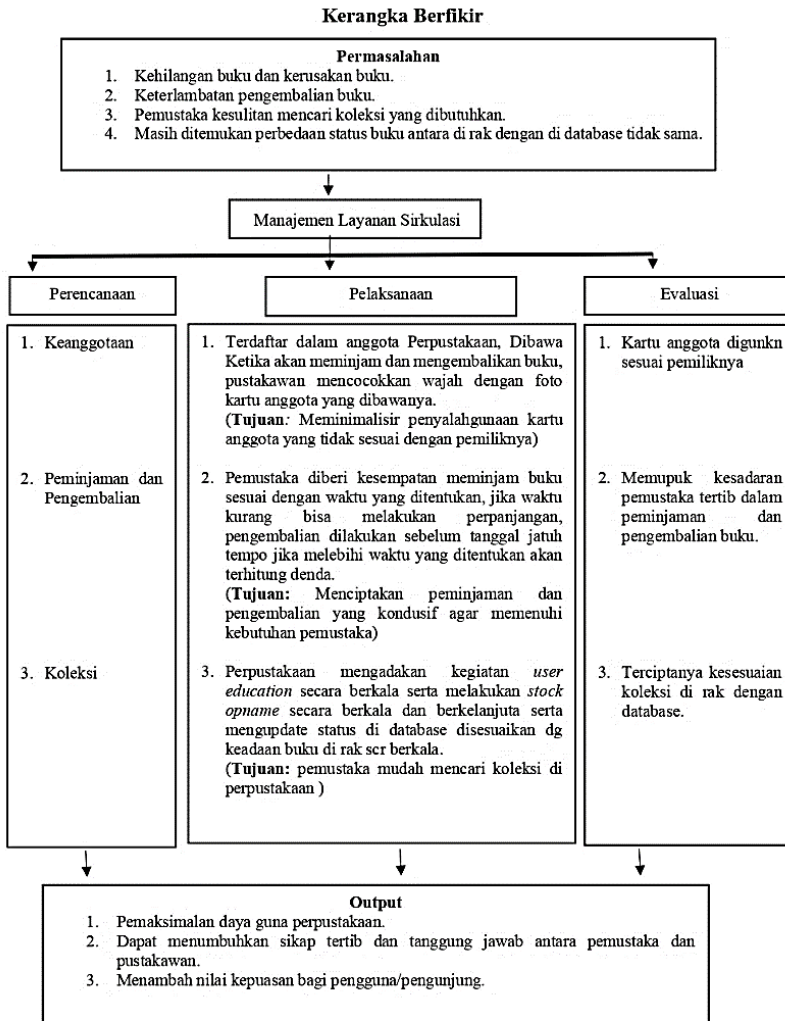 Kerangka Berfikir
Permasalahan
1. Kehilangan buku dan kerusakan buku.
2. Keterlambatan pengembalian buku.
3. Pemustaka kesulitan mencari koleksi yang dibutuhkan.
4. Masih ditemukan perbedaan status buku antara di rak dengan di database tidak sama.
Manajemen Layanan Sirkulasi
Perencanaan
Pelaksanaan
Evaluasi
1. Keanggotaan
2. Peminjaman dan
Pengembalian
3. Koleksi
1. Terdaftar dalam anggota Perpustakaan, Dibawa
Ketika akan meminjam dan mengembalikan buku,
pustakawan mencocokkan wajah dengan foto
kartu anggota yang dibawanya.
(Tujuan: Meminimalisir penyalahgunaan kartu
anggota yang tidak sesuai dengan pemiliknya)
2. Pemustaka diberi kesempatan meminjam buku
sesuai dengan waktu yang ditentukan, jika waktu
kurang bisa melakukan perpanjangan,
pengembalian dilakukan sebelum tanggal jatuh
tempo jika melebihi waktu yang ditentukan akan
terhitung denda.
(Tujuan: Menciptakan peminjaman dan
pengembalian yang kondusif agar memenuhi
kebutuhan pemustaka)
3. Perpustakaan mengadakan kegiatan user
education secara berkala serta melakukan stock
opname secara berkala dan berkelanjuta serta
mengupdate status di database disesuaikan dg
keadaan buku di rak scr berkala.
(Tujuan: pemustaka mudah mencari koleksi di
perpustakaan )
1. Kartu anggota digunkn
sesuai pemiliknya
2. Memupuk kesadaran
pemustaka tertib dalam
peminjaman dan
pengembalian buku.
3. Terciptanya kesesuaian
koleksi di rak dengan
database.
Output
1. Pemaksimalan daya guna perpustakaan.
2. Dapat menumbuhkan sikap tertib dan tanggung jawab antara pemustaka dan
pustakawan.
3. Menambah nilai kepuasan bagi pengguna/pengunjung.